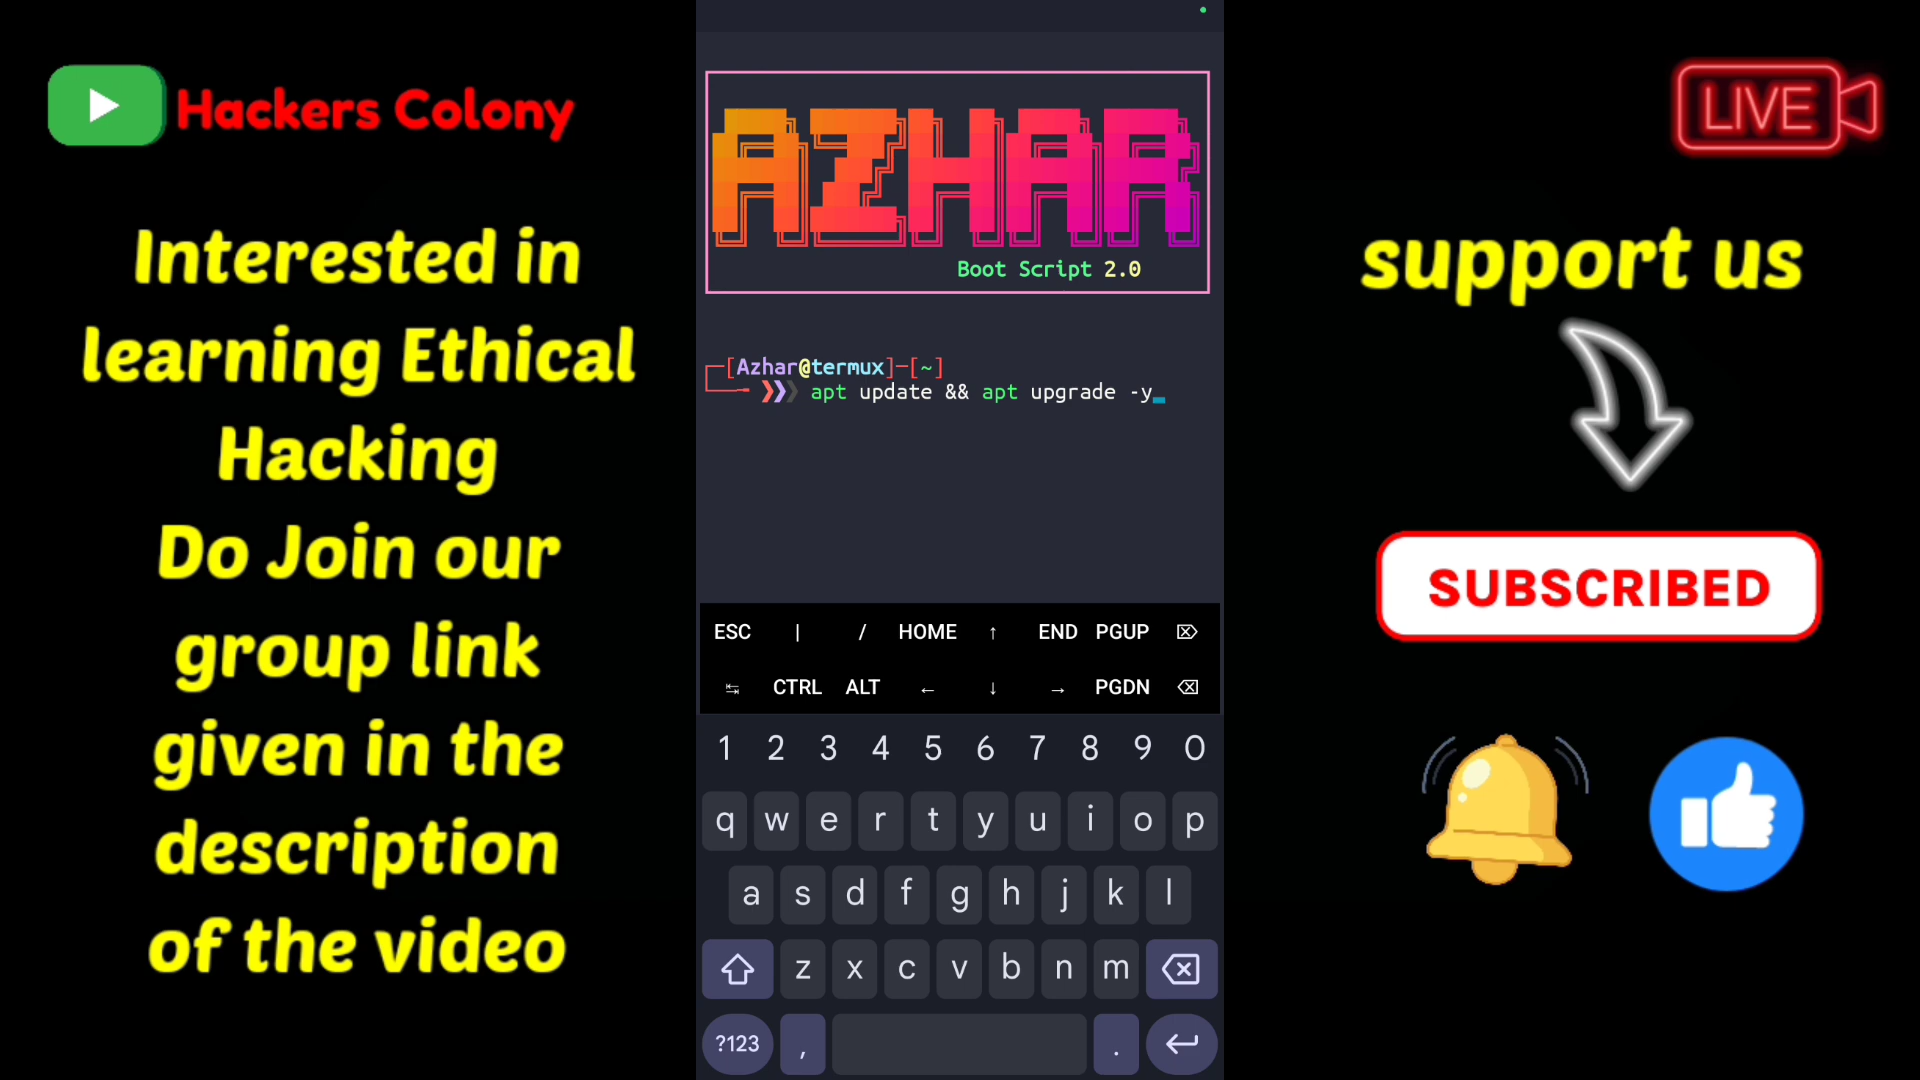 Hackers Colony
LIVE
Interested in
learning Ethical
Hacking
Do Join our
group link
given in the
description
of the video
AZHAR
Boot Script 2.0
[Azhar@termux]-[~]
apt update && apt upgrade -y
ESC | / HOME ↑ END PGUP ⌦
↹ CTRL ALT ← ↓ → PGDN ⌫
1 2 3 4 5 6 7 8 9 0
q w e r t y u i o p
a s d f g h j k l
z x c v b n m
?123 , .
support us
SUBSCRIBED